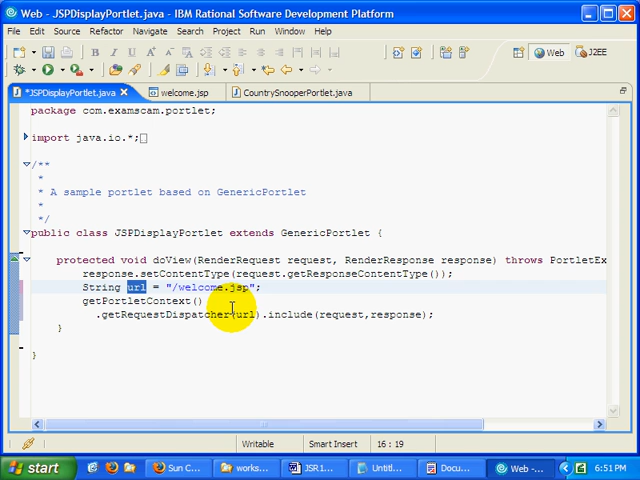 Web - JSPDisplayPortlet.java - IBM Rational Software Development Platform
File Edit Source Refactor Navigate Search Project Run Window Help
Web J2EE
*JSPDisplayPortlet.java welcome.jsp CountrySnooperPortlet.java
package com.examscam.portlet;
import java.io.*;
/**
*
* A sample portlet based on GenericPortlet
*
*/
public class JSPDisplayPortlet extends GenericPortlet {
protected void doView(RenderRequest request, RenderResponse response) throws PortletEx
response.setContentType(request.getResponseContentType());
String url = "/welcome.jsp";
getPortletContext()
.getRequestDispatcher(url).include(request,response);
}
}
Writable Smart Insert 16 : 19
start Sun C... works... JSR1... Untitl... Docu... Web -... 6:51 PM